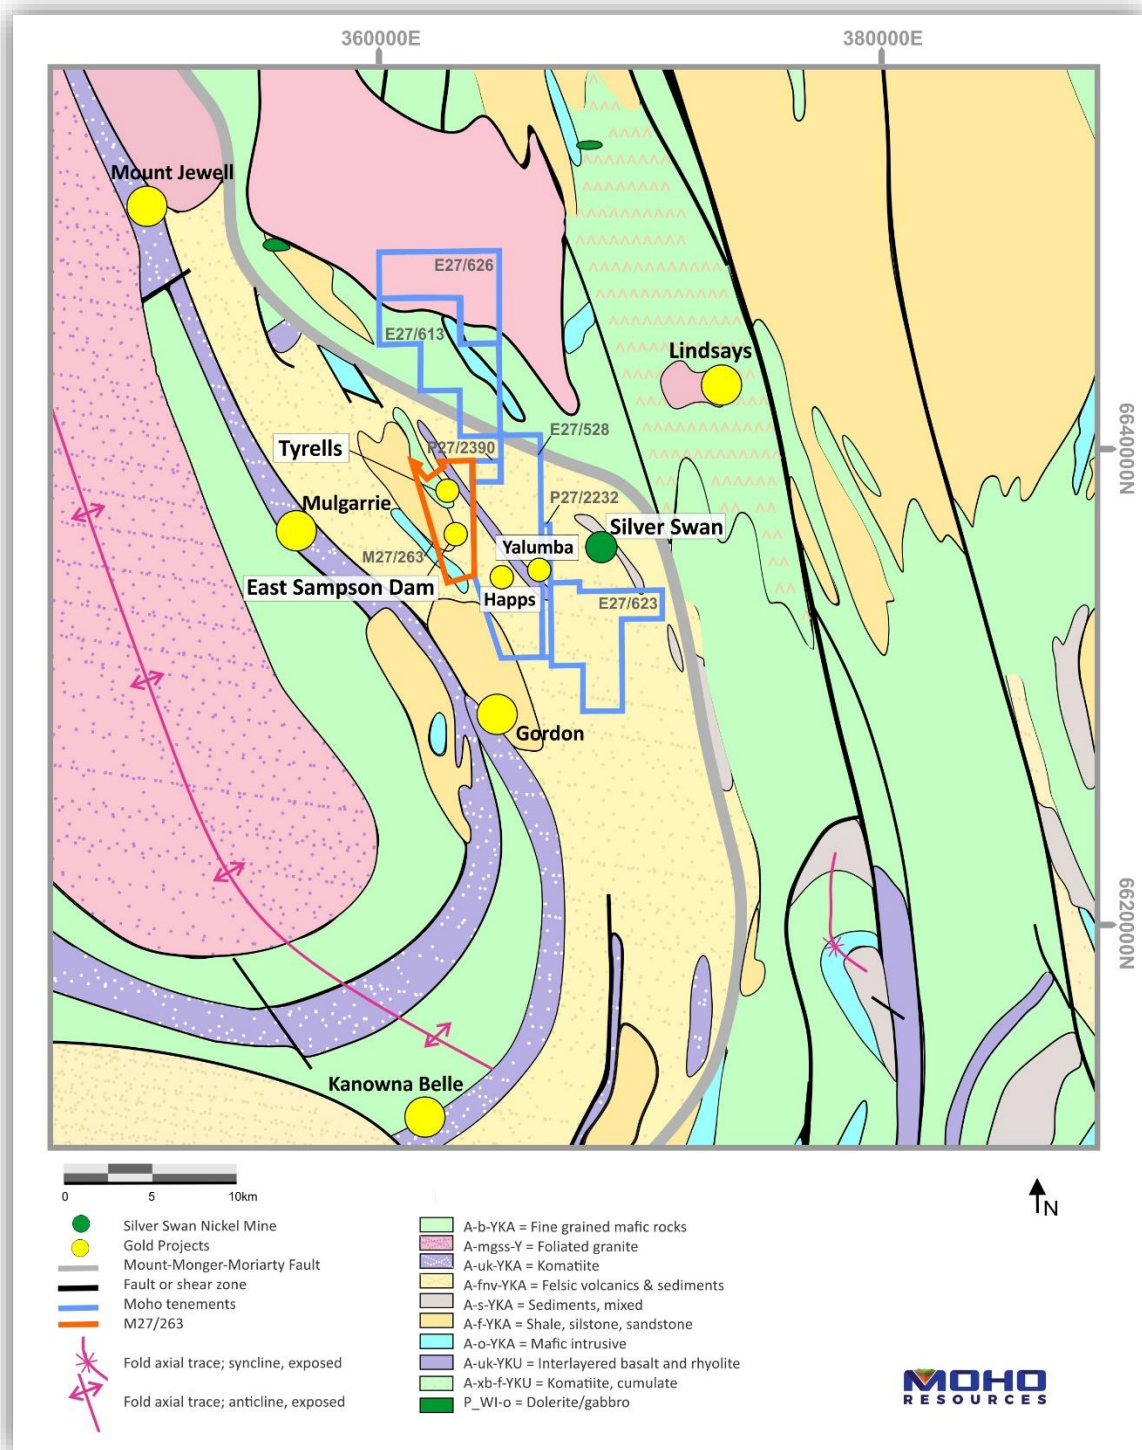 360000E
380000E
Mount Jewell
E27/626
E27/613
Lindsays
6640000N
E27/528
Tyrells
P27/2390
P27/2232
Mulgarrie
Silver Swan
Yalumba
M27/263
East Sampson Dam
Happs
E27/623
Gordon
6620000N
Kanowna Belle
0 5 10km
N
Silver Swan Nickel Mine
Gold Projects
Mount-Monger-Moriarty Fault
Fault or shear zone
Moho tenements
M27/263
Fold axial trace; syncline, exposed
Fold axial trace; anticline, exposed
A-b-YKA = Fine grained mafic rocks
A-mgss-Y = Foliated granite
A-uk-YKA = Komatiite
A-fnv-YKA = Felsic volcanics & sediments
A-s-YKA = Sediments, mixed
A-f-YKA = Shale, silstone, sandstone
A-o-YKA = Mafic intrusive
A-uk-YKU = Interlayered basalt and rhyolite
A-xb-f-YKU = Komatiite, cumulate
P_WI-o = Dolerite/gabbro
MOHO
RESOURCES